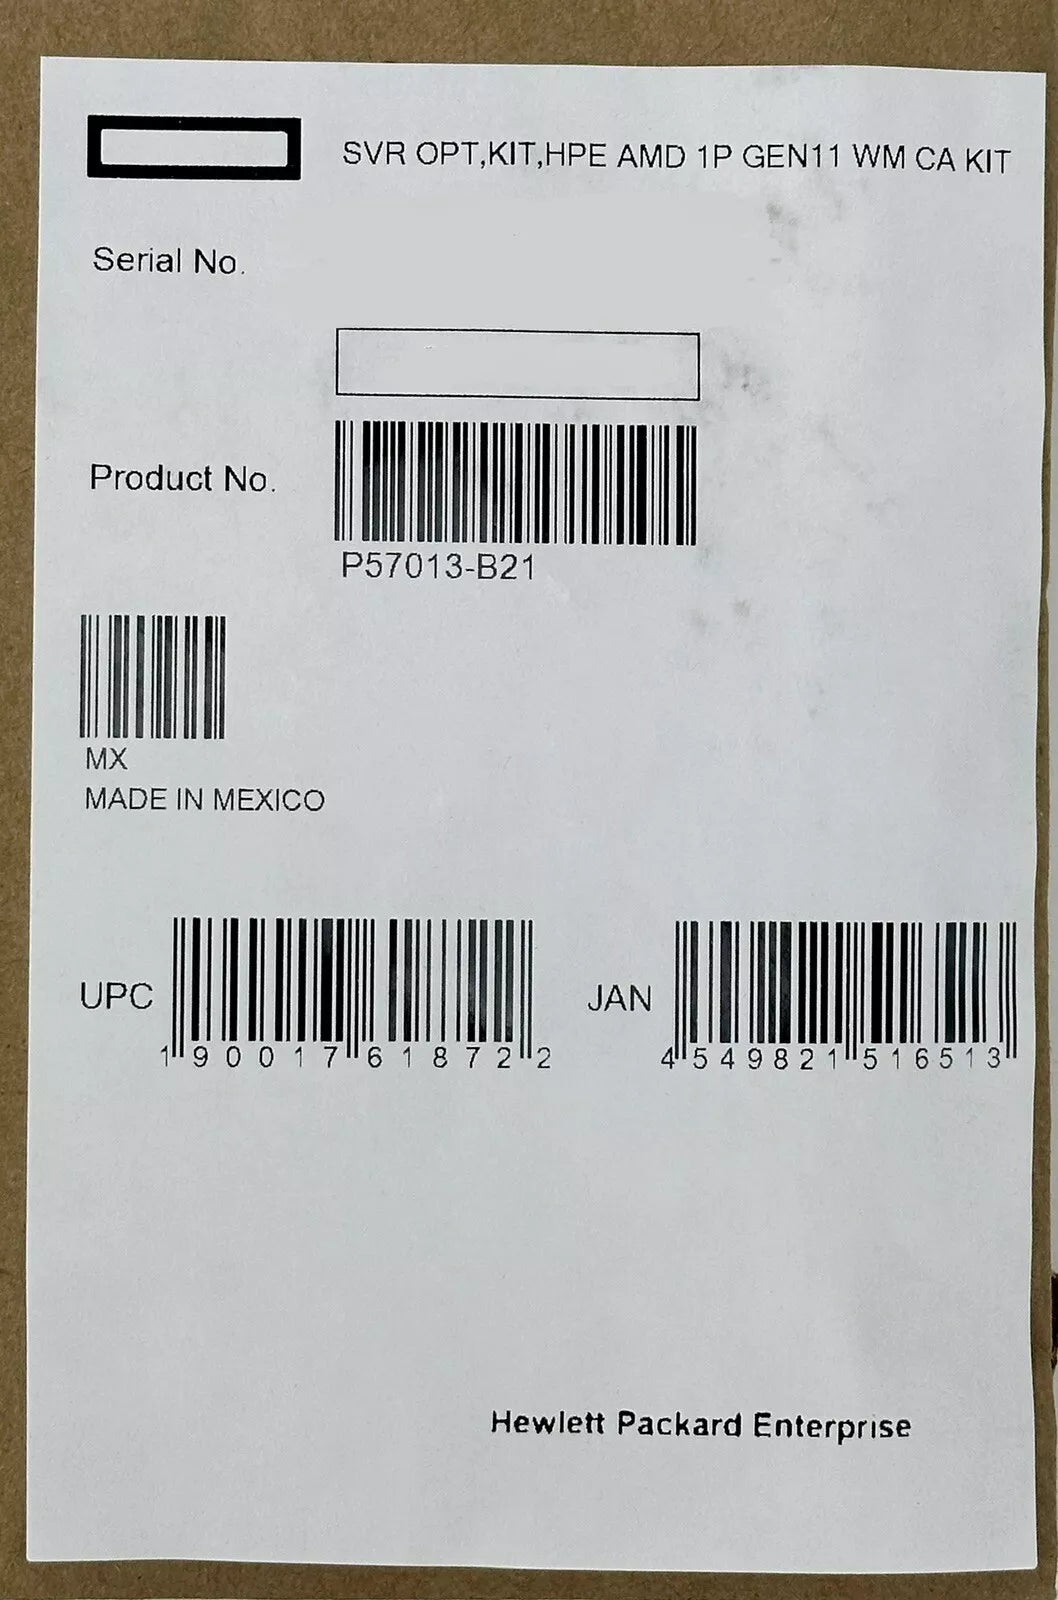 SVR OPT,KIT,HPE AMD 1P GEN11 WM CA KIT
Serial No.
Product No.
P57013-B21
MX
MADE IN MEXICO
UPC
1 90017 61872 2
JAN
4 549821 516513
Hewlett Packard Enterprise